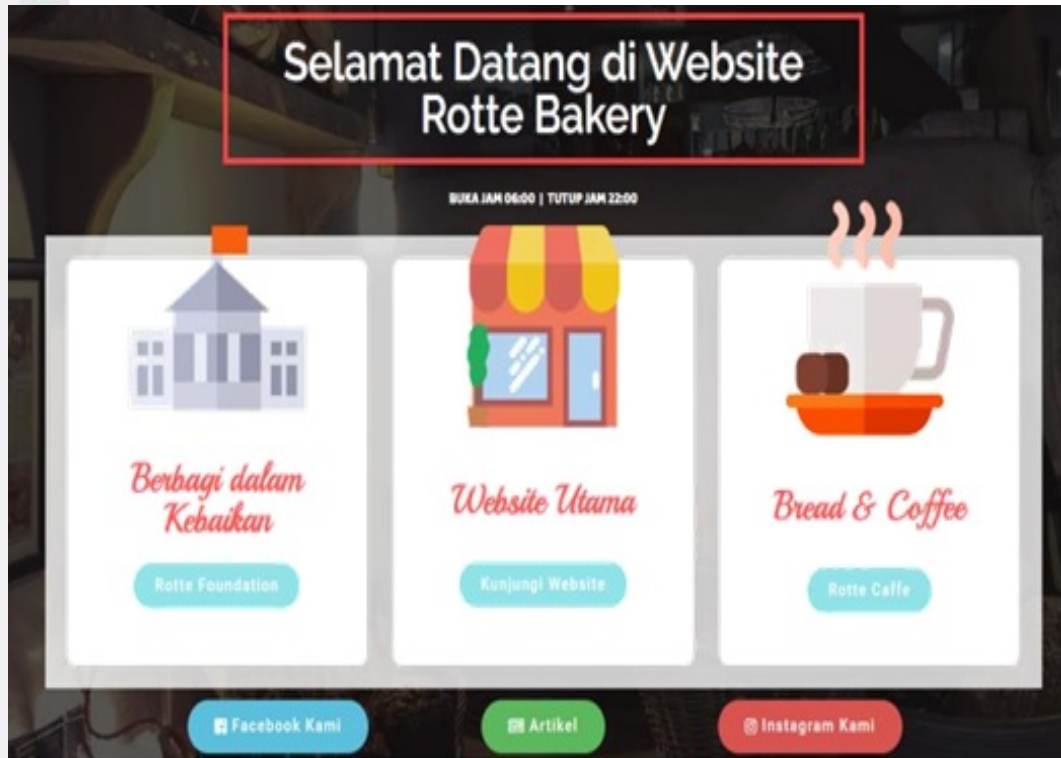 Selamat Datang di Website
Rotte Bakery
BUKA JAM 06:00 | TUTUP JAM 22:00
Berbagi dalam
Kebaikan
Rotte Foundation
Website Utama
Kunjungi Website
Bread & Coffee
Rotte Caffe
Facebook Kami
Artikel
Instagram Kami